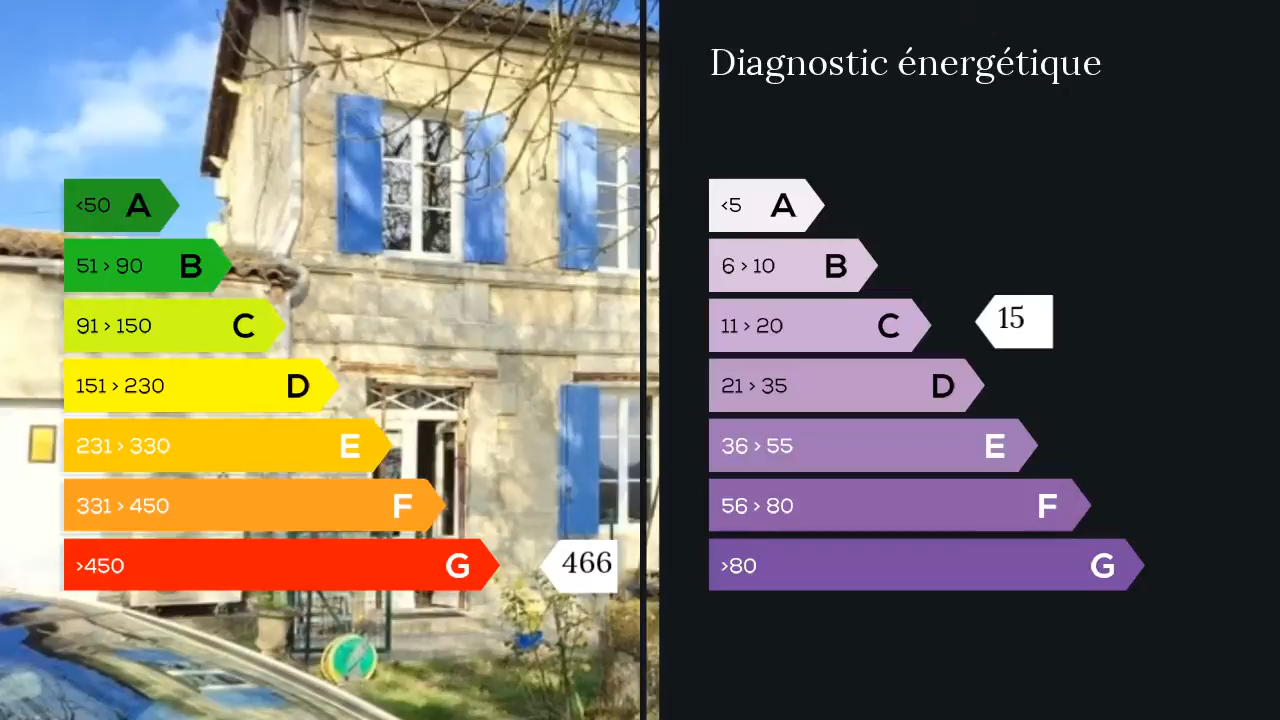 Diagnostic énergétique
<50 A
51 > 90 B
91 > 150 C
151 > 230 D
231 > 330 E
331 > 450 F
>450 G
466
<5 A
6 > 10 B
11 > 20 C
15
21 > 35 D
36 > 55 E
56 > 80 F
>80 G